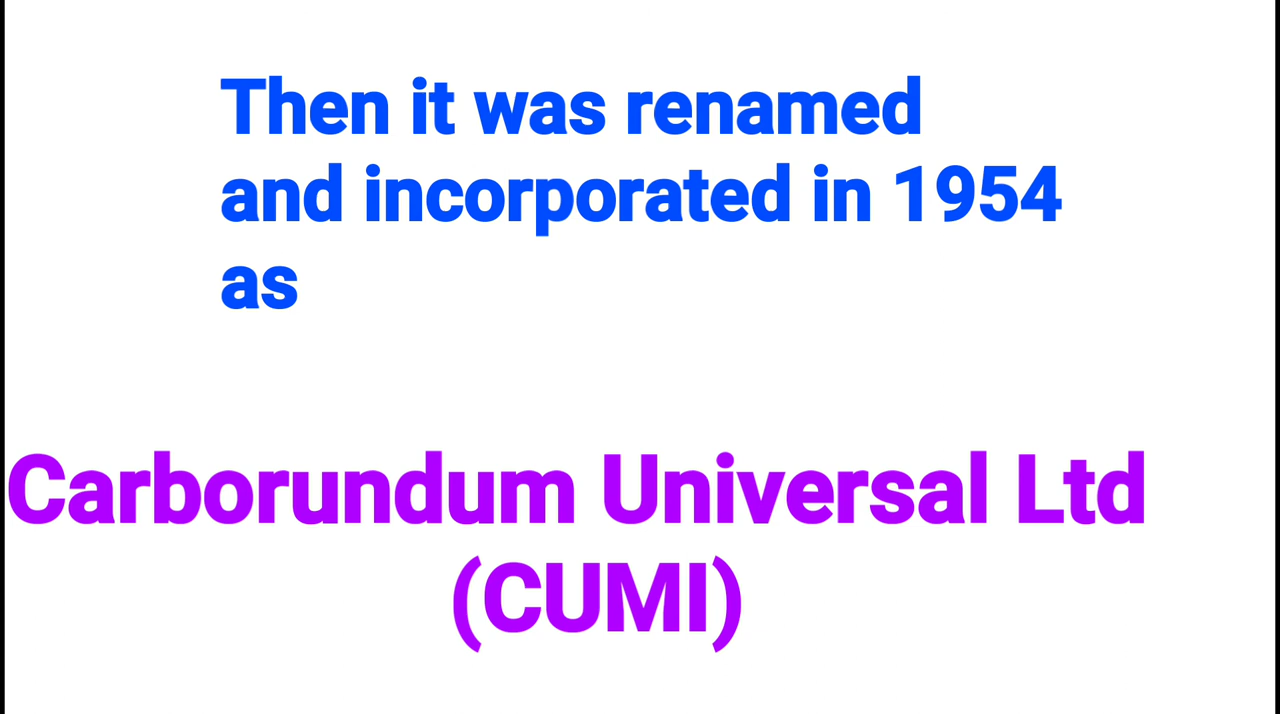 Then it was renamed
and incorporated in 1954
as
Carborundum Universal Ltd
(CUMI)